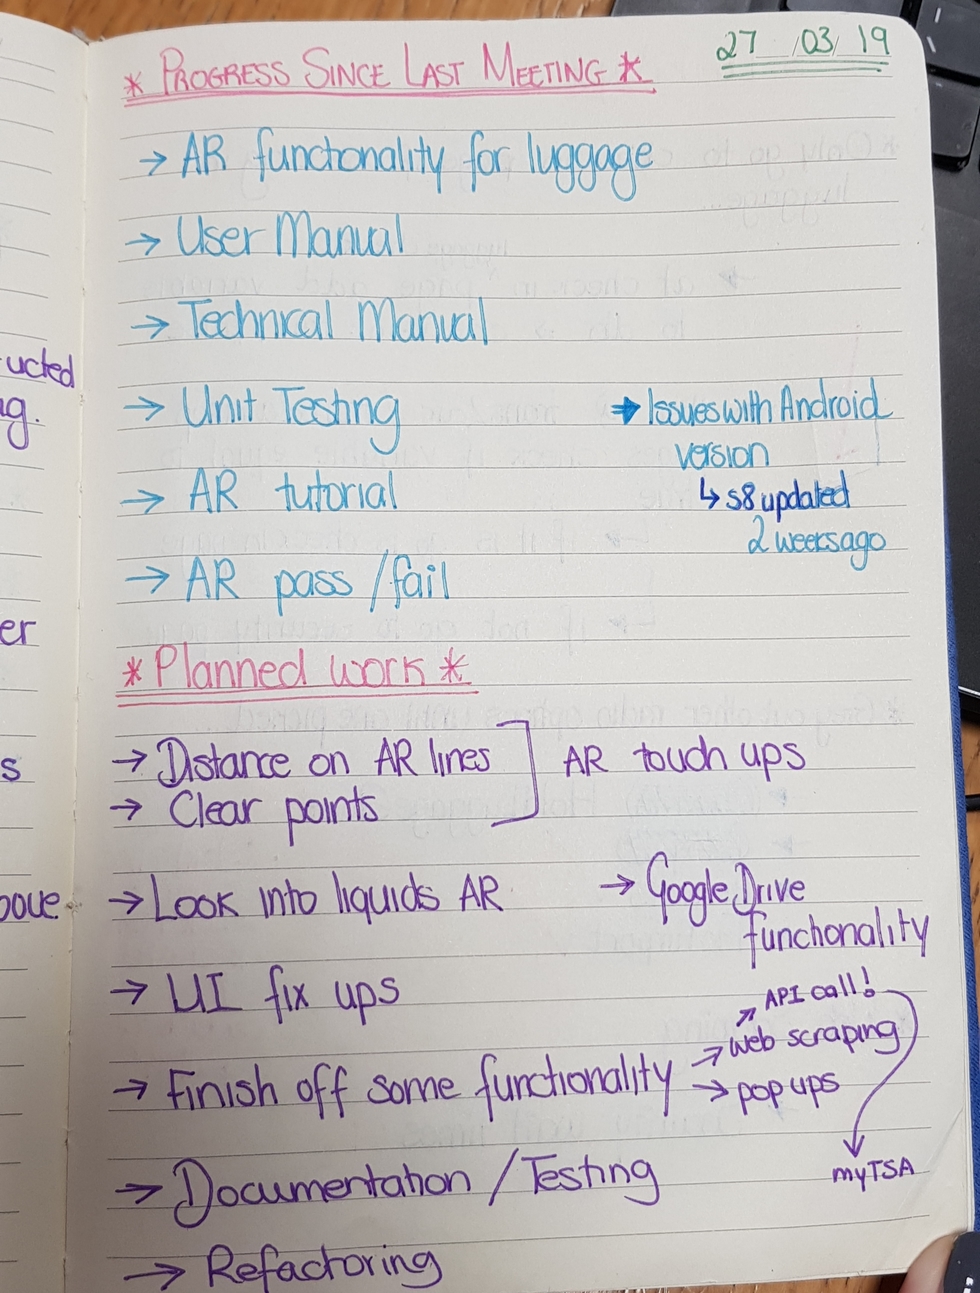 27/03/19
* PROGRESS SINCE LAST MEETING *
→ AR functionality for luggage
→ User Manual
→ Technical Manual
ucted
→ Unit Testing
→ Issues with Android
version
g.
→ AR tutorial
↳ S8 updated
2 weeks ago
→ AR pass/fail
er
* Planned work *
→ Distance on AR lines
→ Clear points
AR touch ups
s
→ Look into liquids AR
→ Google Drive
functionality
→ UI fix ups
API call!
→ web scraping
→ Finish off some functionality
→ pop ups
myTSA
→ Documentation / Testing
→ Refactoring